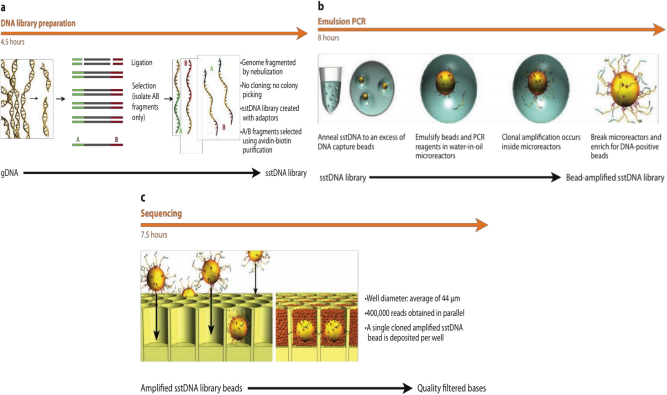 a
DNA library preparation
4.5 hours
Ligation
Selection (isolate AB
fragments
only)
A B
A
B
A
B
•Genome fragmented
by nebulization
•No cloning; no colony
picking
•sstDNA library created
with adaptors
•A/B fragments selected
using avidin-biotin
purification
gDNA
sstDNA library
b
Emulsion PCR
8 hours
Anneal sstDNA to an excess of
DNA capture beads
Emulsify beads and PCR
reagents in water-in-oil
microreactors
Clonal amplification occurs
inside microreactors
Break microreactors and
enrich for DNA-positive
beads
sstDNA library
Bead-amplified sstDNA library
c
Sequencing
7.5 hours
•Well diameter: average of 44 μm
•400,000 reads obtained in parallel
•A single cloned amplified sstDNA
bead is deposited per well
Amplified sstDNA library beads
Quality filtered bases